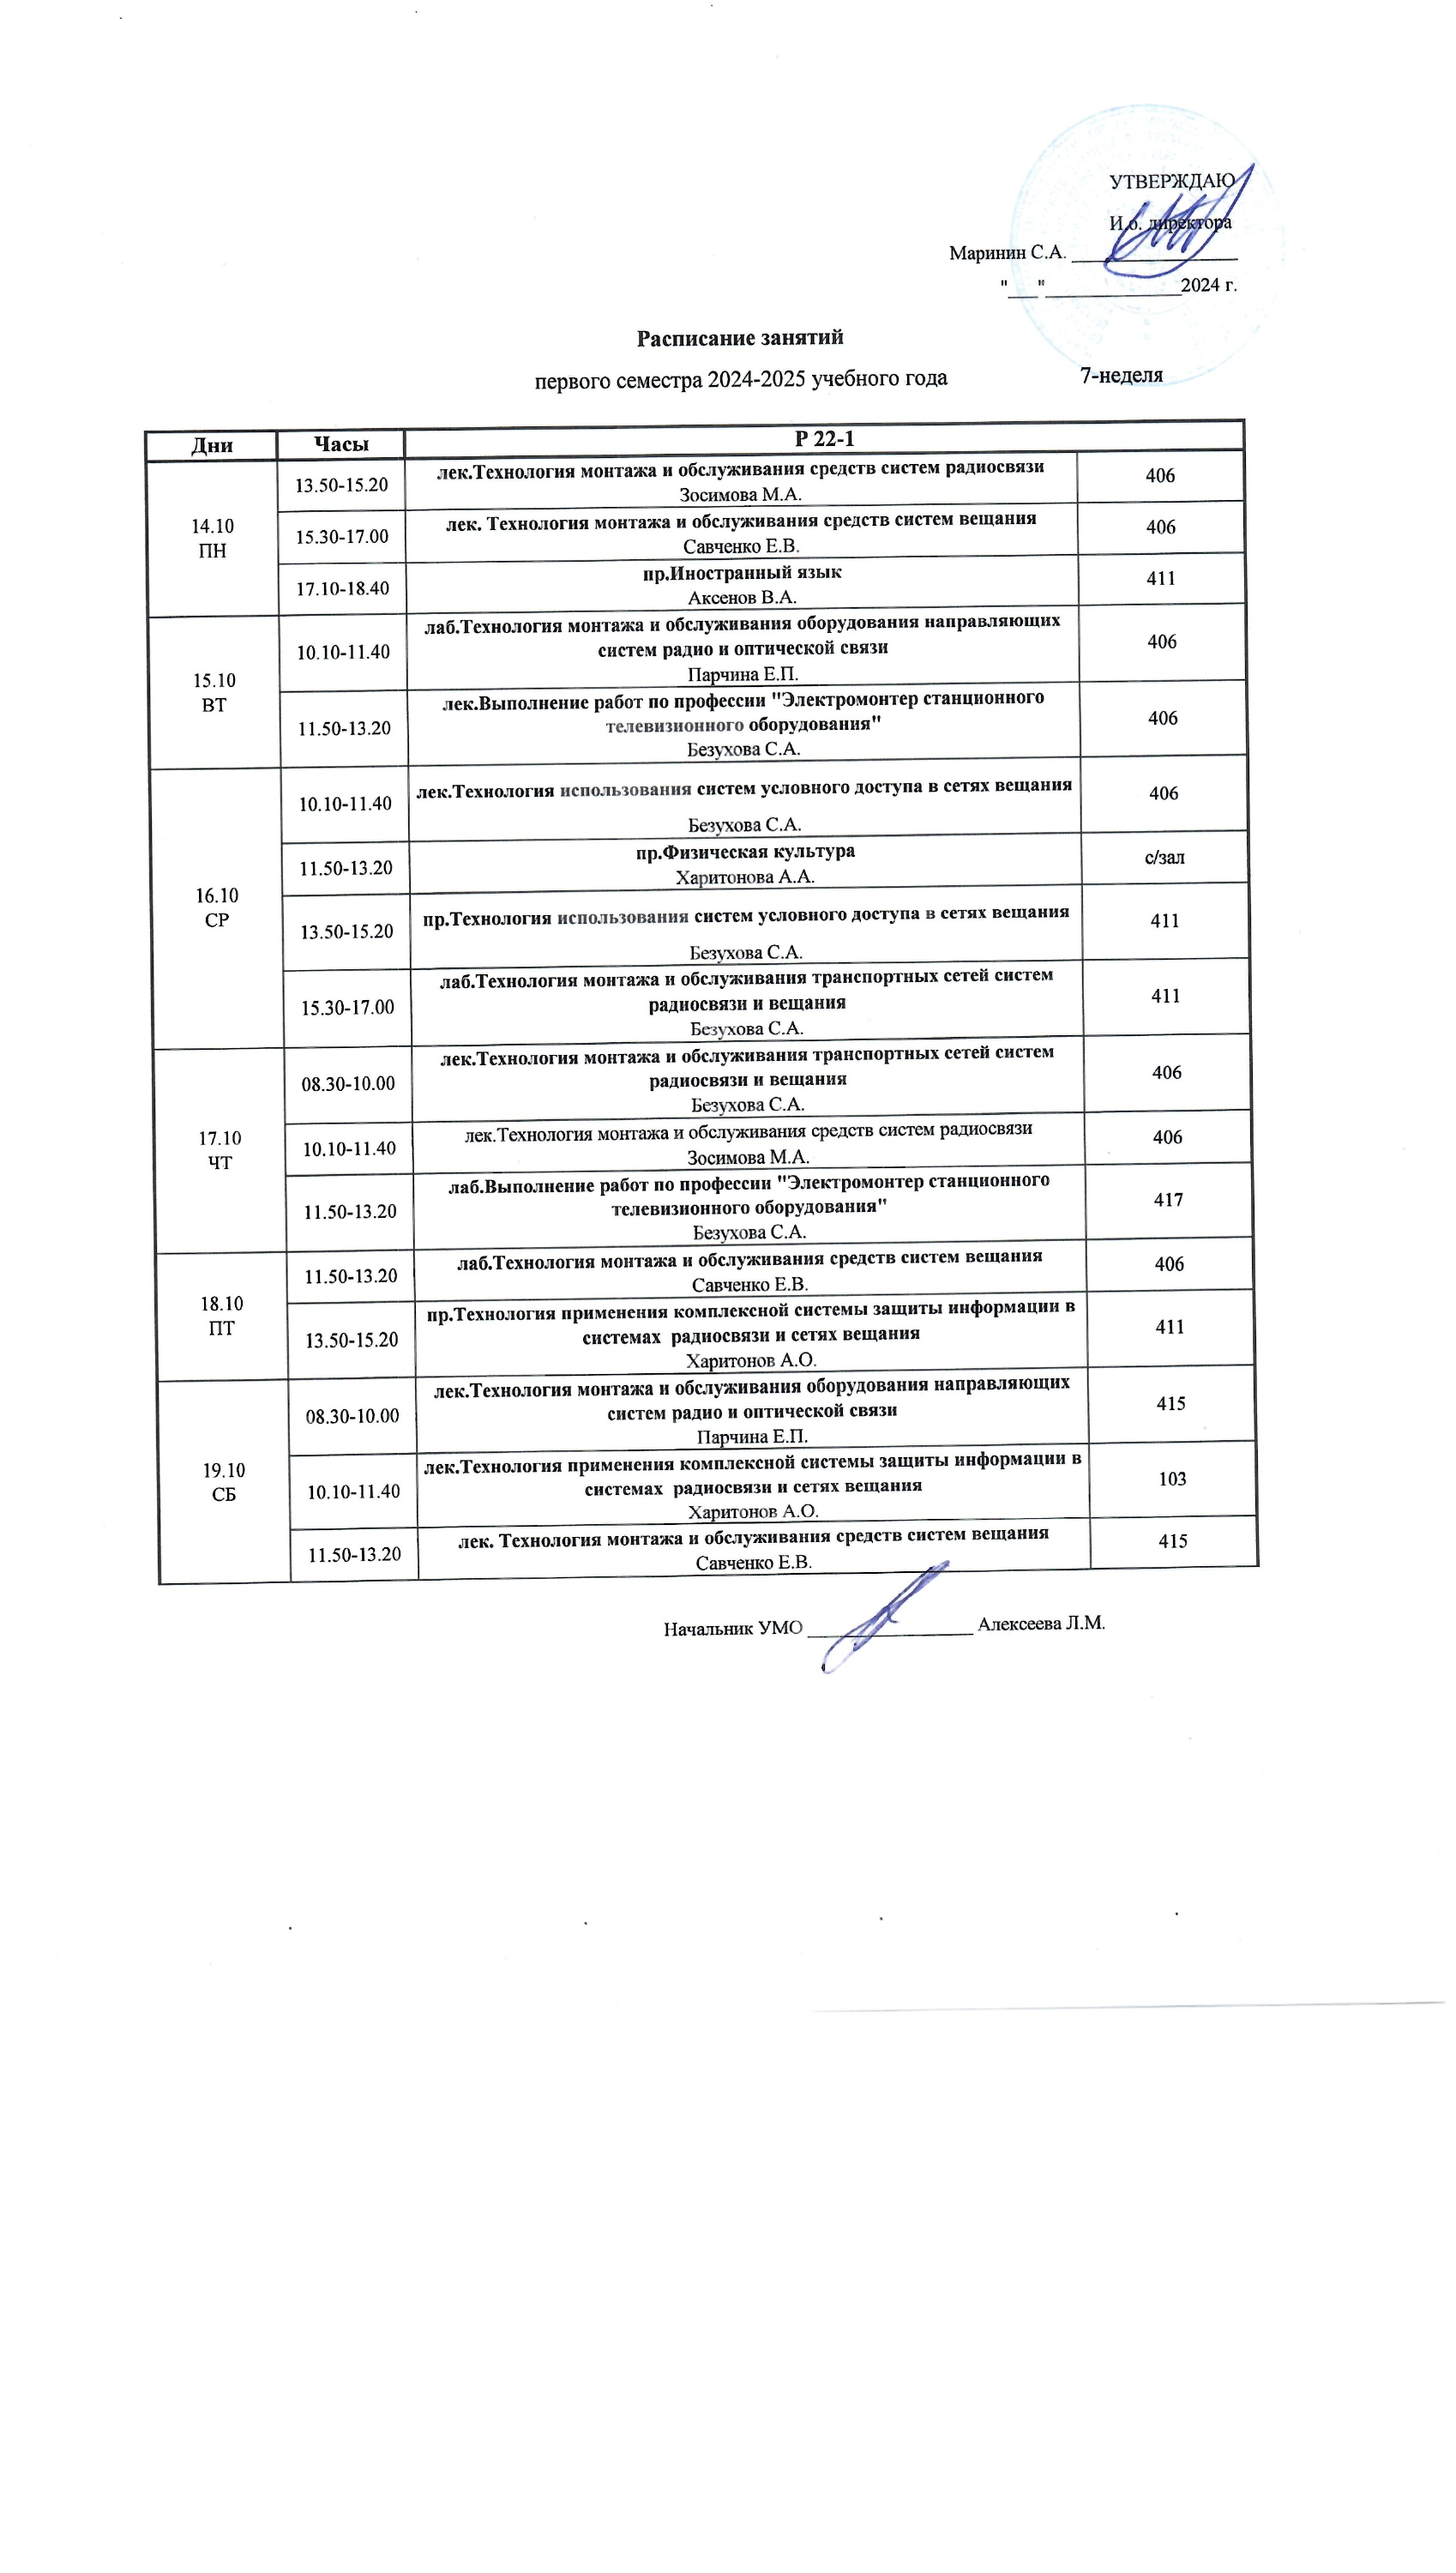 УТВЕРЖДАЮ
И.о. директора
Маринин С.А. _______________
"___"_____________2024 г.
Расписание занятий
первого семестра 2024-2025 учебного года 7-неделя
Дни Часы Р 22-1
14.10
ПН
13.50-15.20
лек.Технология монтажа и обслуживания средств систем радиосвязи
Зосимова М.А.
406
15.30-17.00
лек. Технология монтажа и обслуживания средств систем вещания
Савченко Е.В.
406
17.10-18.40
пр.Иностранный язык
Аксенов В.А.
411
15.10
ВТ
10.10-11.40
лаб.Технология монтажа и обслуживания оборудования направляющих
систем радио и оптической связи
Парчина Е.П.
406
11.50-13.20
лек.Выполнение работ по профессии "Электромонтер станционного
телевизионного оборудования"
Безухова С.А.
406
16.10
СР
10.10-11.40
лек.Технология использования систем условного доступа в сетях вещания
Безухова С.А.
406
11.50-13.20
пр.Физическая культура
Харитонова А.А.
с/зал
13.50-15.20
пр.Технология использования систем условного доступа в сетях вещания
Безухова С.А.
411
15.30-17.00
лаб.Технология монтажа и обслуживания транспортных сетей систем
радиосвязи и вещания
Безухова С.А.
411
17.10
ЧТ
08.30-10.00
лек.Технология монтажа и обслуживания транспортных сетей систем
радиосвязи и вещания
Безухова С.А.
406
10.10-11.40
лек.Технология монтажа и обслуживания средств систем радиосвязи
Зосимова М.А.
406
11.50-13.20
лаб.Выполнение работ по профессии "Электромонтер станционного
телевизионного оборудования"
Безухова С.А.
417
18.10
ПТ
11.50-13.20
лаб.Технология монтажа и обслуживания средств систем вещания
Савченко Е.В.
406
13.50-15.20
пр.Технология применения комплексной системы защиты информации в
системах радиосвязи и сетях вещания
Харитонов А.О.
411
19.10
СБ
08.30-10.00
лек.Технология монтажа и обслуживания оборудования направляющих
систем радио и оптической связи
Парчина Е.П.
415
10.10-11.40
лек.Технология применения комплексной системы защиты информации в
системах радиосвязи и сетях вещания
Харитонов А.О.
103
11.50-13.20
лек. Технология монтажа и обслуживания средств систем вещания
Савченко Е.В.
415
Начальник УМО _______________ Алексеева Л.М.